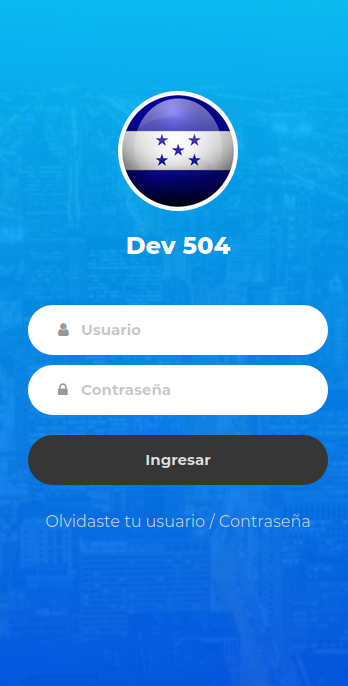 Dev 504
Usuario
Contraseña
Ingresar
Olvidaste tu usuario / Contraseña